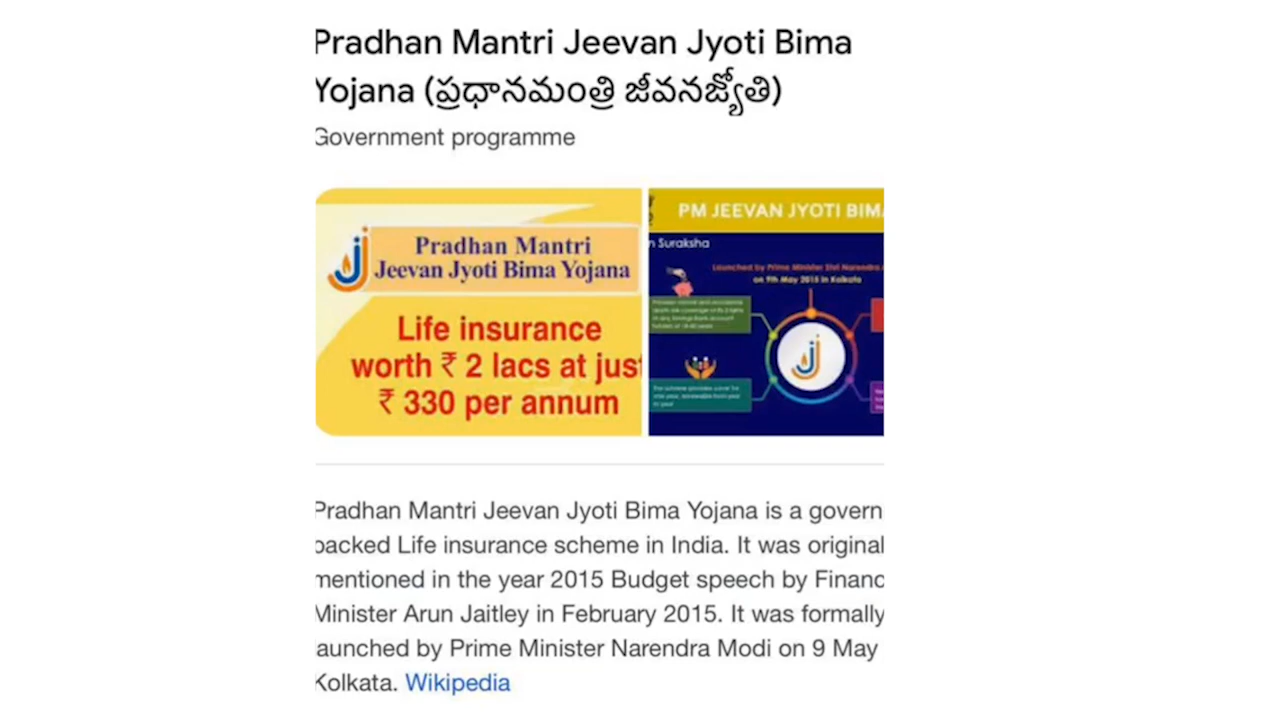 Pradhan Mantri Jeevan Jyoti Bima
Yojana (ప్రధానమంత్రి జీవనజ్యోతి)
Government programme
Pradhan Mantri
Jeevan Jyoti Bima Yojana
Life insurance
worth ₹ 2 lacs at just
₹ 330 per annum
PM JEEVAN JYOTI BIM
n Suraksha
Launched by Prime Minister Shri Narendra
on 9th May 2015 in Kolkata
Pradhan Mantri Jeevan Jyoti Bima Yojana is a govern
backed Life insurance scheme in India. It was original
mentioned in the year 2015 Budget speech by Financ
Minister Arun Jaitley in February 2015. It was formally
launched by Prime Minister Narendra Modi on 9 May
Kolkata. Wikipedia